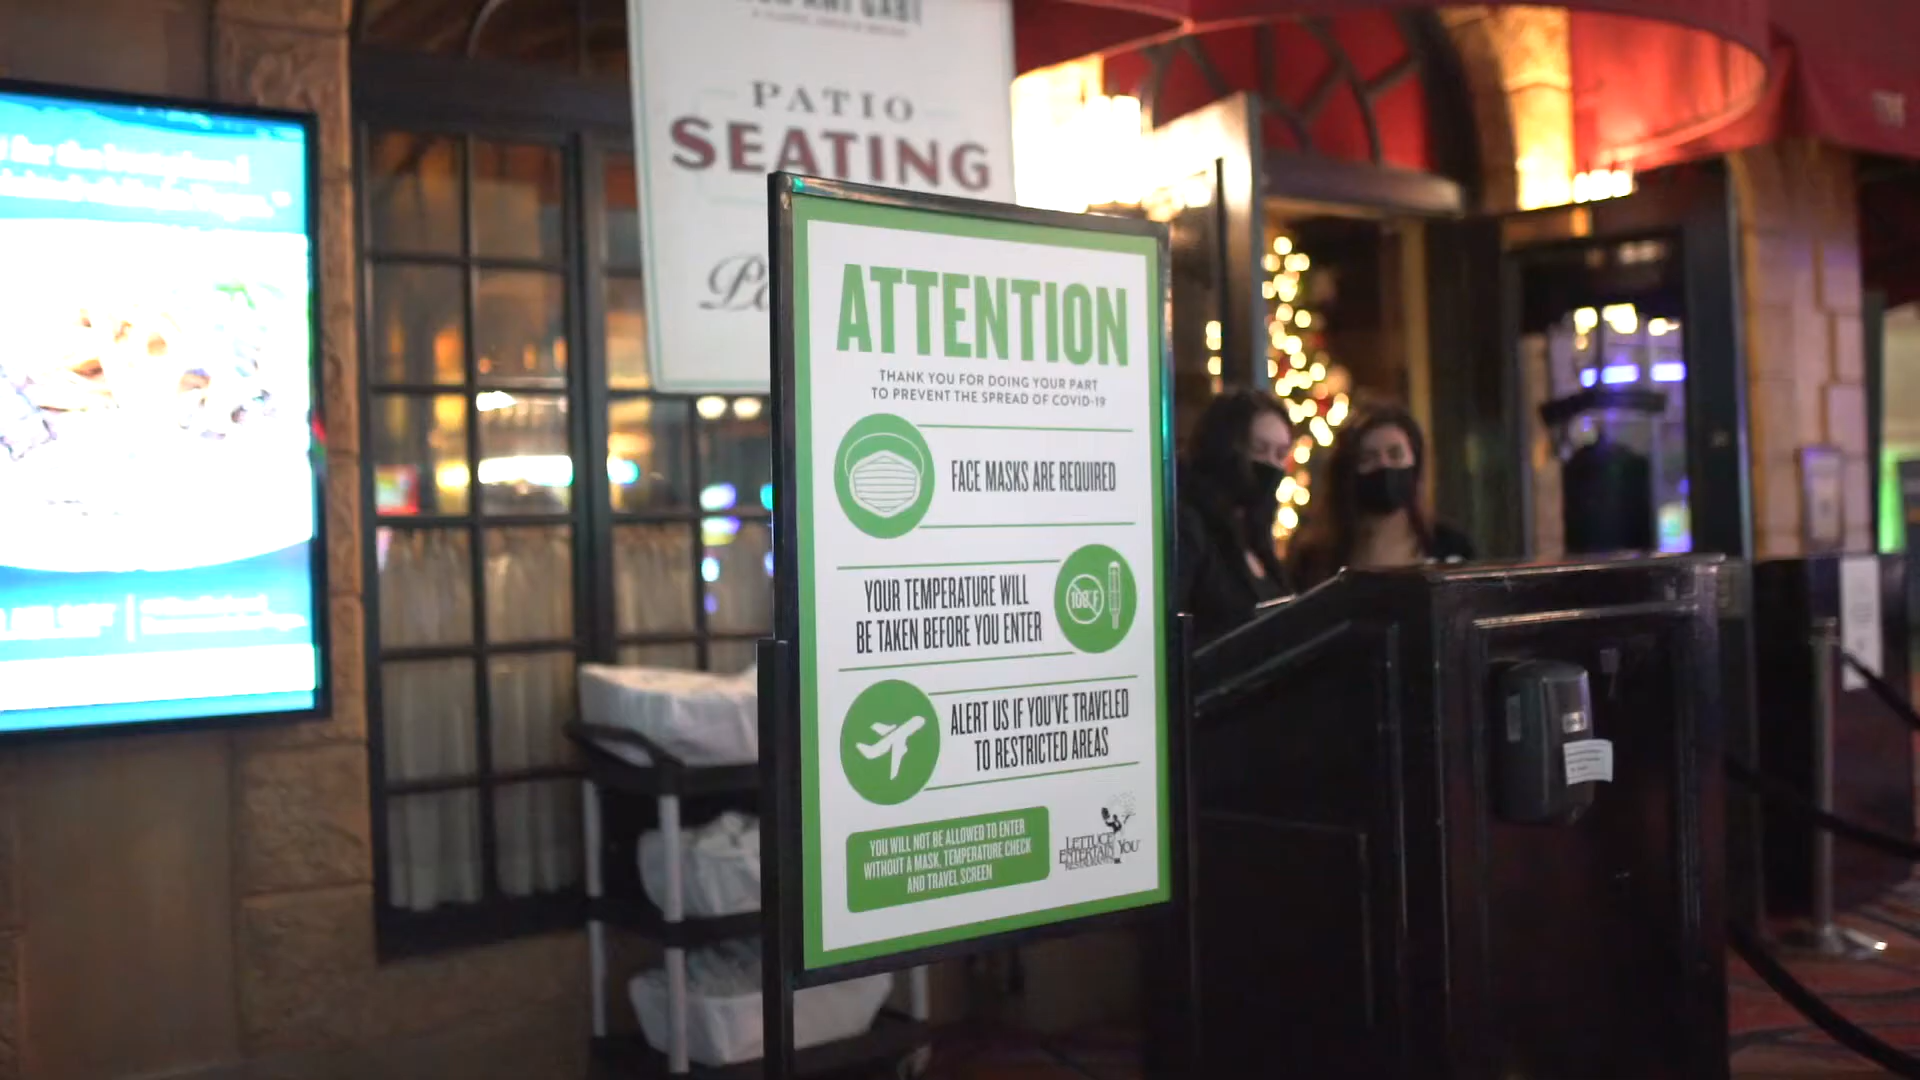 PATIO
SEATING
ATTENTION
THANK YOU FOR DOING YOUR PART
TO PREVENT THE SPREAD OF COVID-19
FACE MASKS ARE REQUIRED
YOUR TEMPERATURE WILL
BE TAKEN BEFORE YOU ENTER
ALERT US IF YOU'VE TRAVELED
TO RESTRICTED AREAS
YOU WILL NOT BE ALLOWED TO ENTER
WITHOUT A MASK, TEMPERATURE CHECK
AND TRAVEL SCREEN
LETTUCE
ENTERTAIN YOU
RESTAURANTS